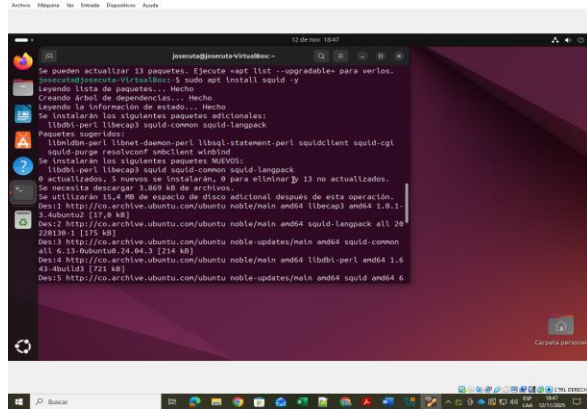 Archivo Máquina Ver Entrada Dispositivos Ayuda
12 de nov 18:47
josecuta@josecuta-VirtualBox: ~
Se pueden actualizar 13 paquetes. Ejecute «apt list --upgradable» para verlos.
josecuta@josecuta-VirtualBox:~$ sudo apt install squid -y
Leyendo lista de paquetes... Hecho
Creando árbol de dependencias... Hecho
Leyendo la información de estado... Hecho
Se instalarán los siguientes paquetes adicionales:
libdbi-perl libecap3 squid-common squid-langpack
Paquetes sugeridos:
libmldbm-perl libnet-daemon-perl libsql-statement-perl squidclient squid-cgi
squid-purge resolvconf smbclient winbind
Se instalarán los siguientes paquetes NUEVOS:
libdbi-perl libecap3 squid squid-common squid-langpack
0 actualizados, 5 nuevos se instalarán, 0 para eliminar y 13 no actualizados.
Se necesita descargar 3.869 kB de archivos.
Se utilizarán 15,4 MB de espacio de disco adicional después de esta operación.
Des:1 http://co.archive.ubuntu.com/ubuntu noble/main amd64 libecap3 amd64 1.0.1-
3.4ubuntu2 [17,0 kB]
Des:2 http://co.archive.ubuntu.com/ubuntu noble/main amd64 squid-langpack all 20
220130-1 [175 kB]
Des:3 http://co.archive.ubuntu.com/ubuntu noble-updates/main amd64 squid-common
all 6.13-0ubuntu0.24.04.3 [214 kB]
Des:4 http://co.archive.ubuntu.com/ubuntu noble/main amd64 libdbi-perl amd64 1.6
43-4build3 [721 kB]
Des:5 http://co.archive.ubuntu.com/ubuntu noble-updates/main amd64 squid amd64 6
Carpeta personal
CTRL DERECHA
Buscar
ESP 18:47
LAA 12/11/2025